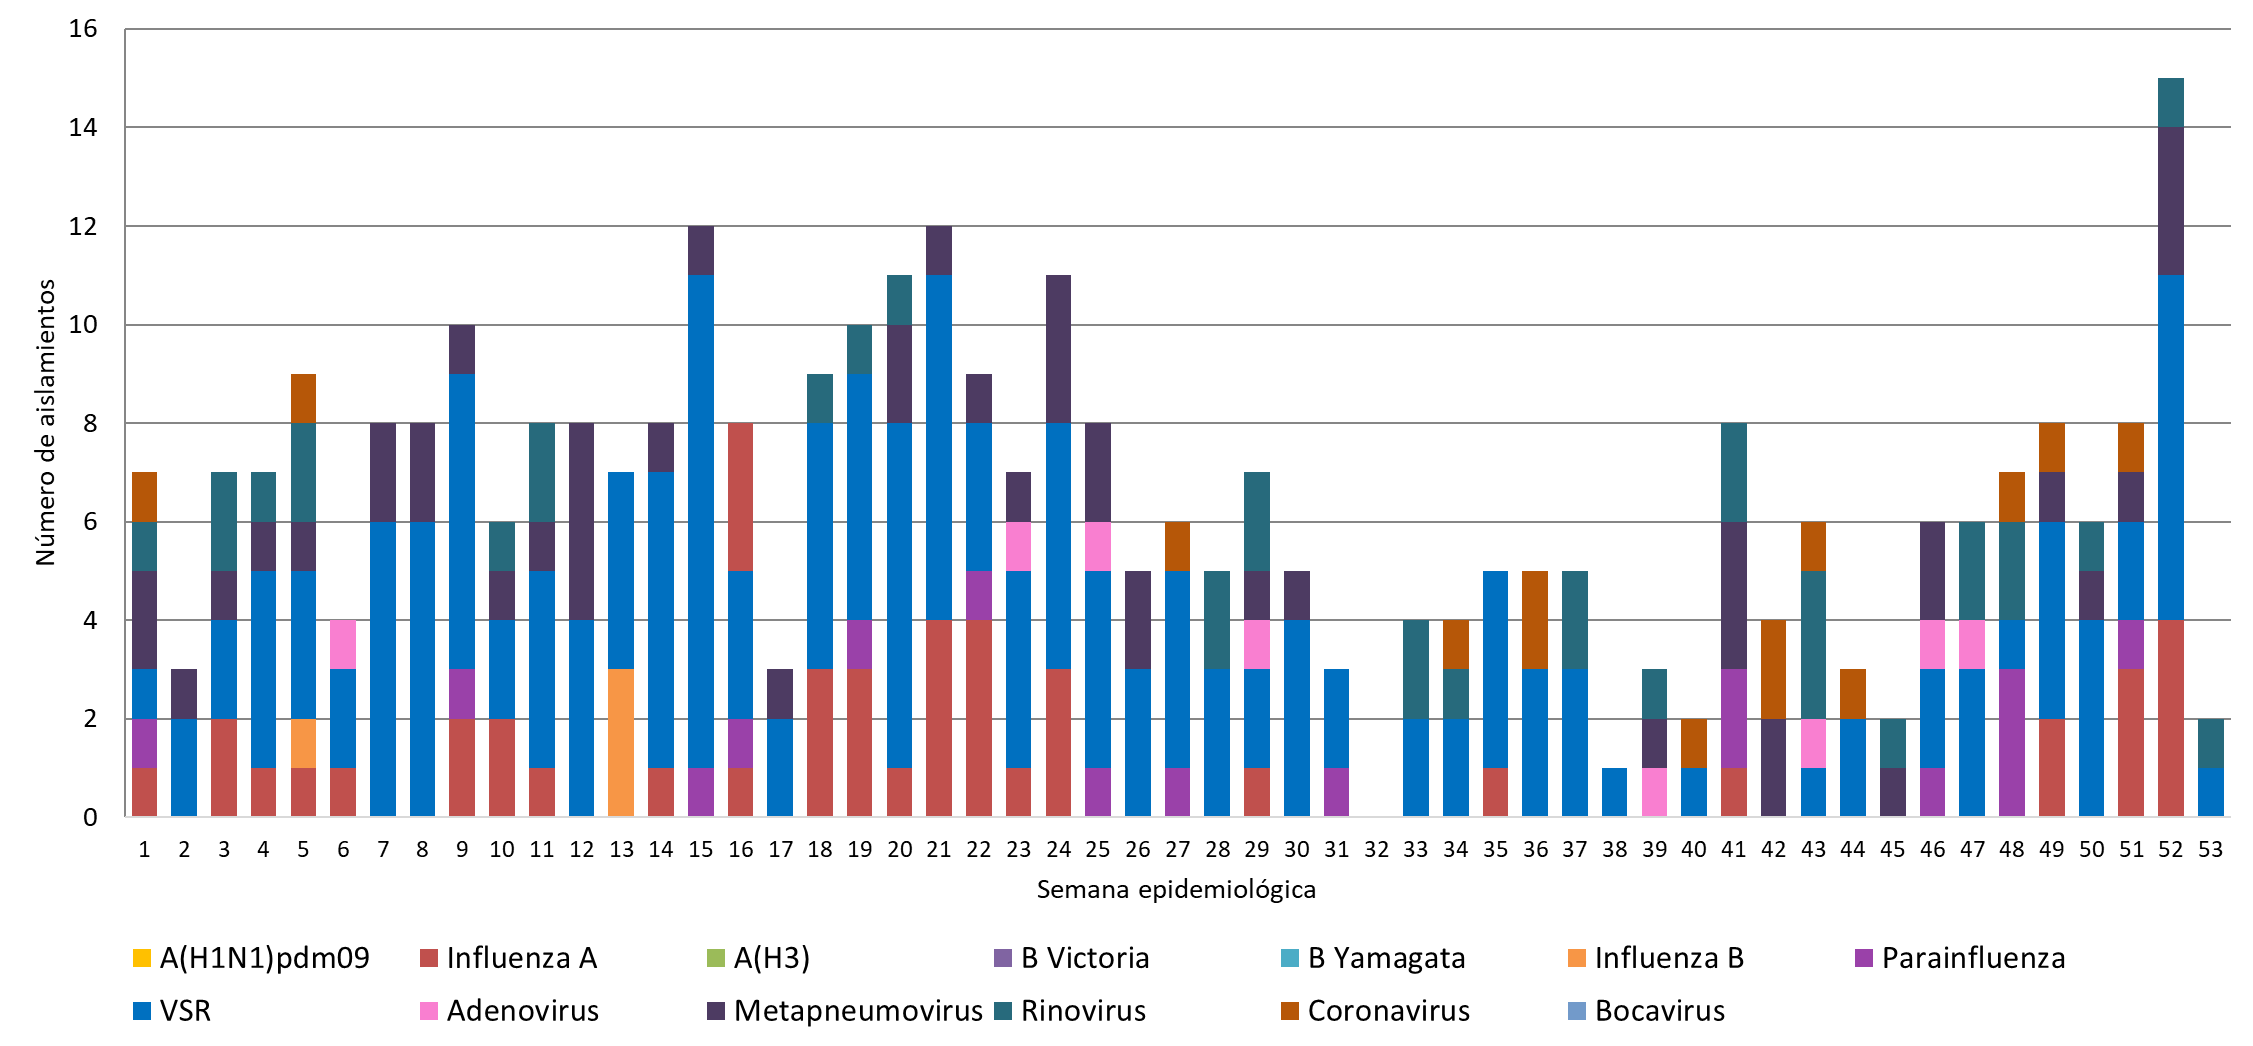 16
14
12
10
8
6
4
2
0
Número de aislamientos
1 2 3 4 5 6 7 8 9 10 11 12 13 14 15 16 17 18 19 20 21 22 23 24 25 26 27 28 29 30 31 32 33 34 35 36 37 38 39 40 41 42 43 44 45 46 47 48 49 50 51 52 53
Semana epidemiológica
A(H1N1)pdm09 Influenza A A(H3) B Victoria B Yamagata Influenza B Parainfluenza
VSR Adenovirus Metapneumovirus Rinovirus Coronavirus Bocavirus